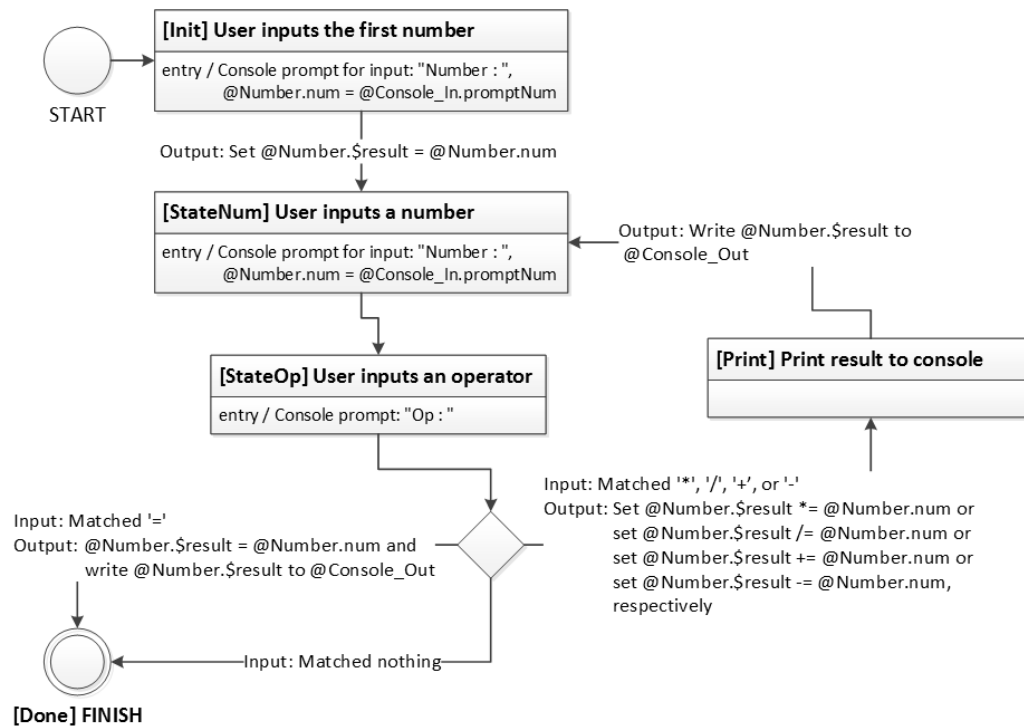 [Init] User inputs the first number
entry / Console prompt for input: "Number : ",
@Number.num = @Console_In.promptNum
START
Output: Set @Number.$result = @Number.num
[StateNum] User inputs a number
entry / Console prompt for input: "Number : ",
@Number.num = @Console_In.promptNum
Output: Write @Number.$result to
@Console_Out
[Print] Print result to console
[StateOp] User inputs an operator
entry / Console prompt: "Op : "
Input: Matched '*', '/', '+’, or '-'
Output: Set @Number.$result *= @Number.num or
set @Number.$result /= @Number.num or
set @Number.$result += @Number.num or
set @Number.$result -= @Number.num,
respectively
Input: Matched '='
Output: @Number.$result = @Number.num and
write @Number.$result to @Console_Out
Input: Matched nothing
[Done] FINISH